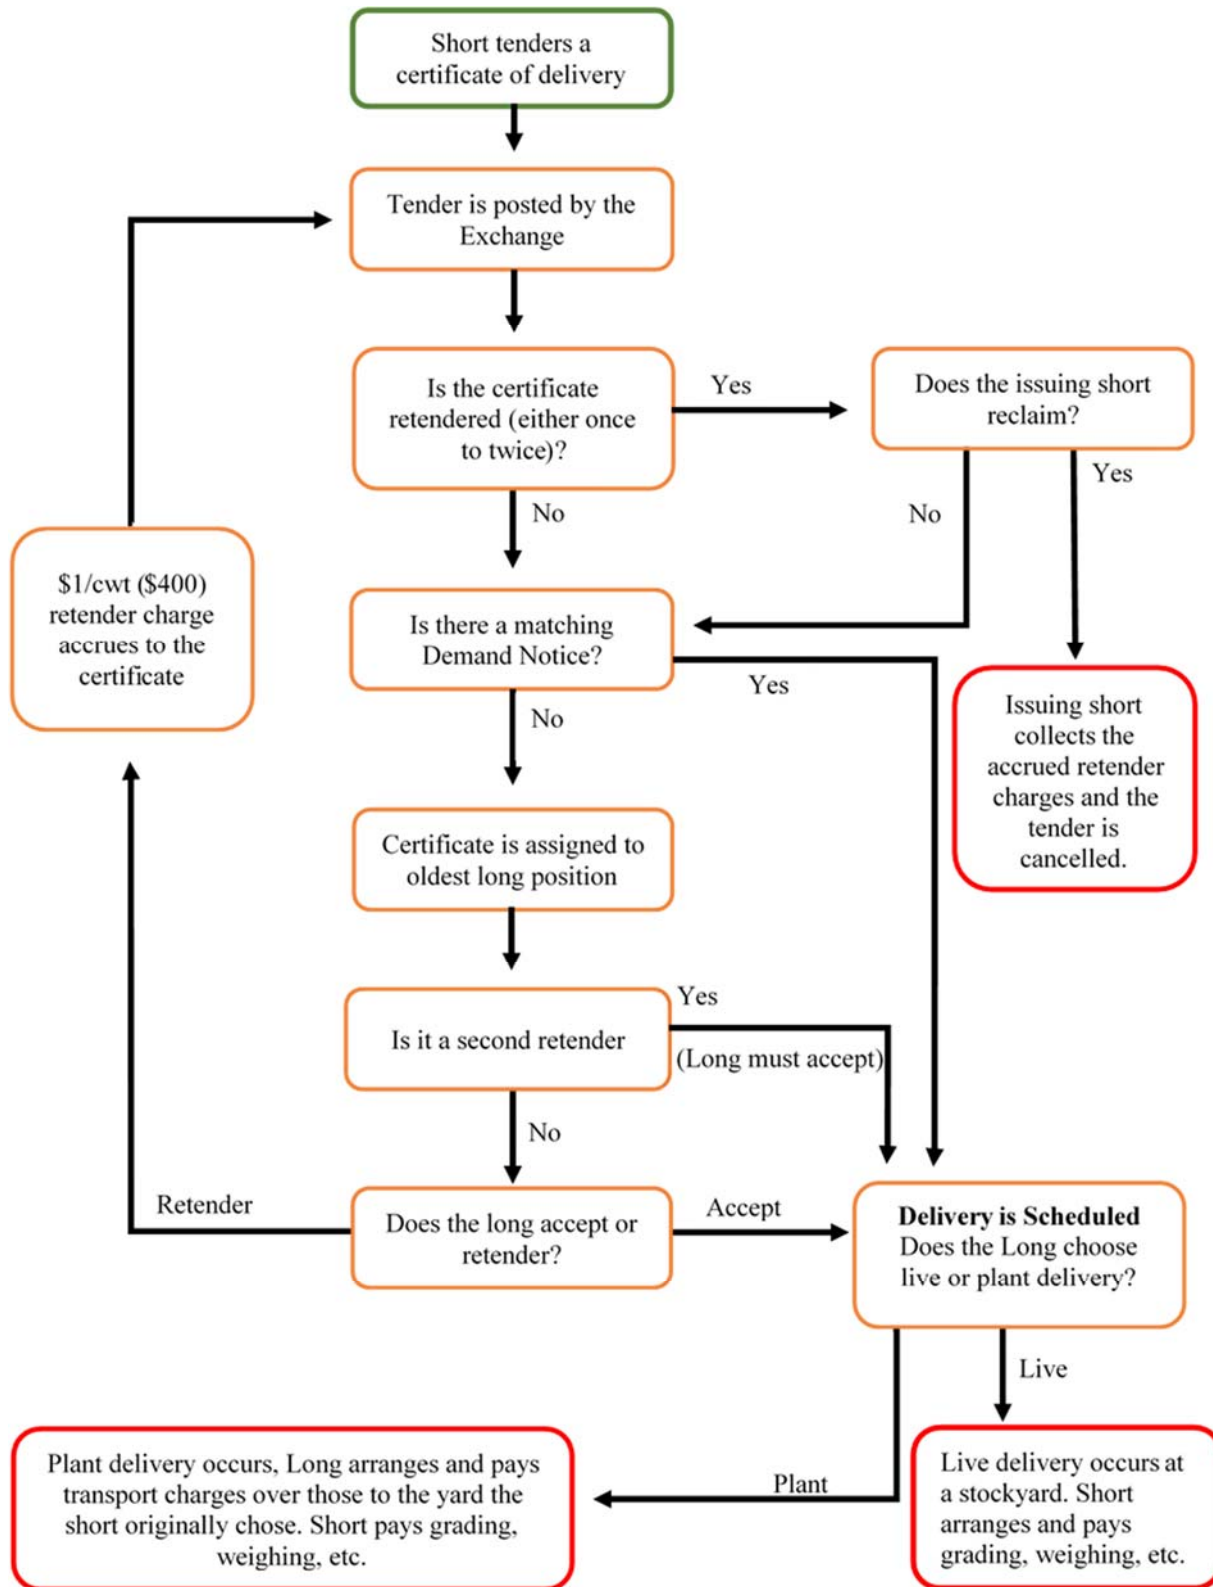 Short tenders a
certificate of delivery
Tender is posted by the
Exchange
Is the certificate
retendered (either once
to twice)?
Yes
Does the issuing short
reclaim?
No
No
Yes
$1/cwt ($400)
retender charge
accrues to the
certificate
Is there a matching
Demand Notice?
Yes
No
Issuing short
collects the
accrued retender
charges and the
tender is
cancelled.
Certificate is assigned to
oldest long position
Is it a second retender
Yes
(Long must accept)
No
Retender
Does the long accept or
retender?
Accept
Delivery is Scheduled
Does the Long choose
live or plant delivery?
Live
Plant
Plant delivery occurs, Long arranges and pays
transport charges over those to the yard the
short originally chose. Short pays grading,
weighing, etc.
Live delivery occurs at
a stockyard. Short
arranges and pays
grading, weighing, etc.